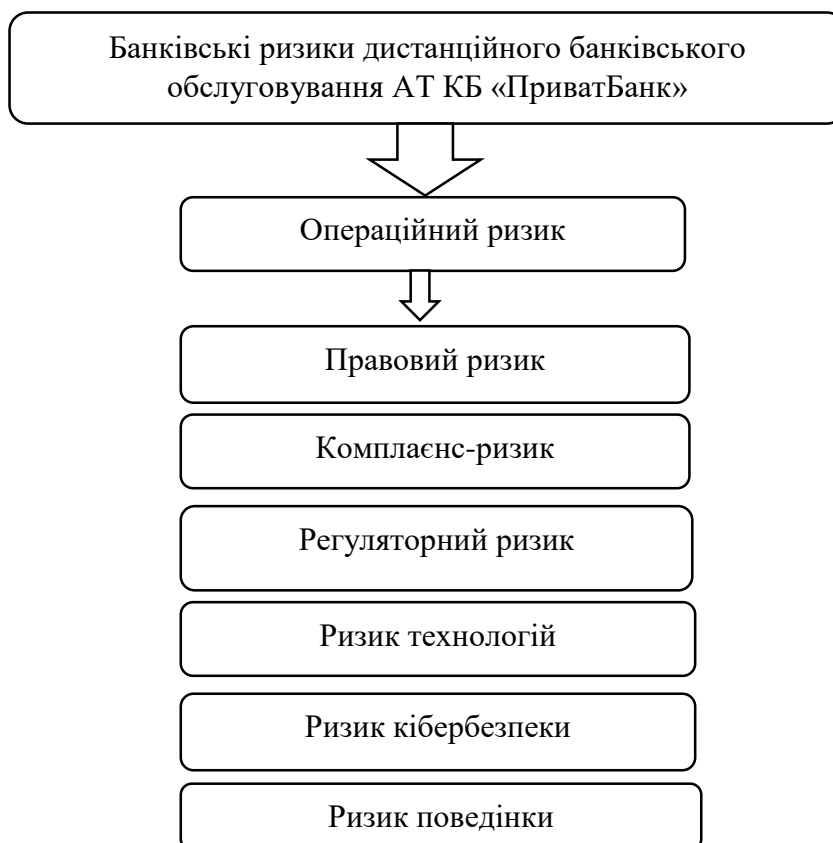 Банківські ризики дистанційного банківського
обслуговування АТ КБ «ПриватБанк»
Операційний ризик
Правовий ризик
Комплаєнс-ризик
Регуляторний ризик
Ризик технологій
Ризик кібербезпеки
Ризик поведінки